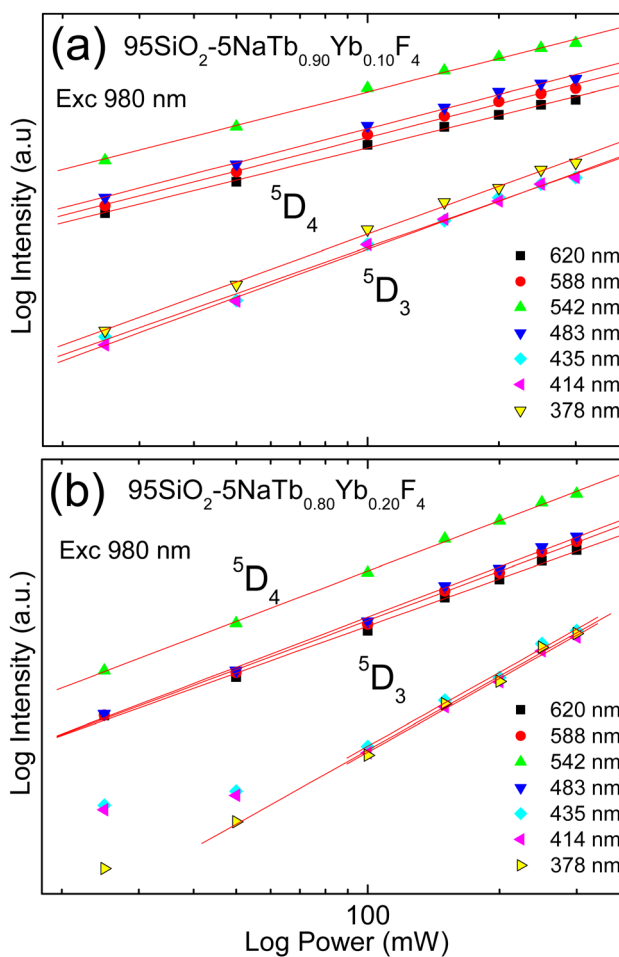 (a) 95SiO₂-5NaTb₀.₉₀Yb₀.₁₀F₄
Exc 980 nm
⁵D₄
⁵D₃
620 nm
588 nm
542 nm
483 nm
435 nm
414 nm
378 nm
Log Intensity (a.u)
(b) 95SiO₂-5NaTb₀.₈₀Yb₀.₂₀F₄
Exc 980 nm
⁵D₄
⁵D₃
620 nm
588 nm
542 nm
483 nm
435 nm
414 nm
378 nm
Log Intensity (a.u.)
100
Log Power (mW)